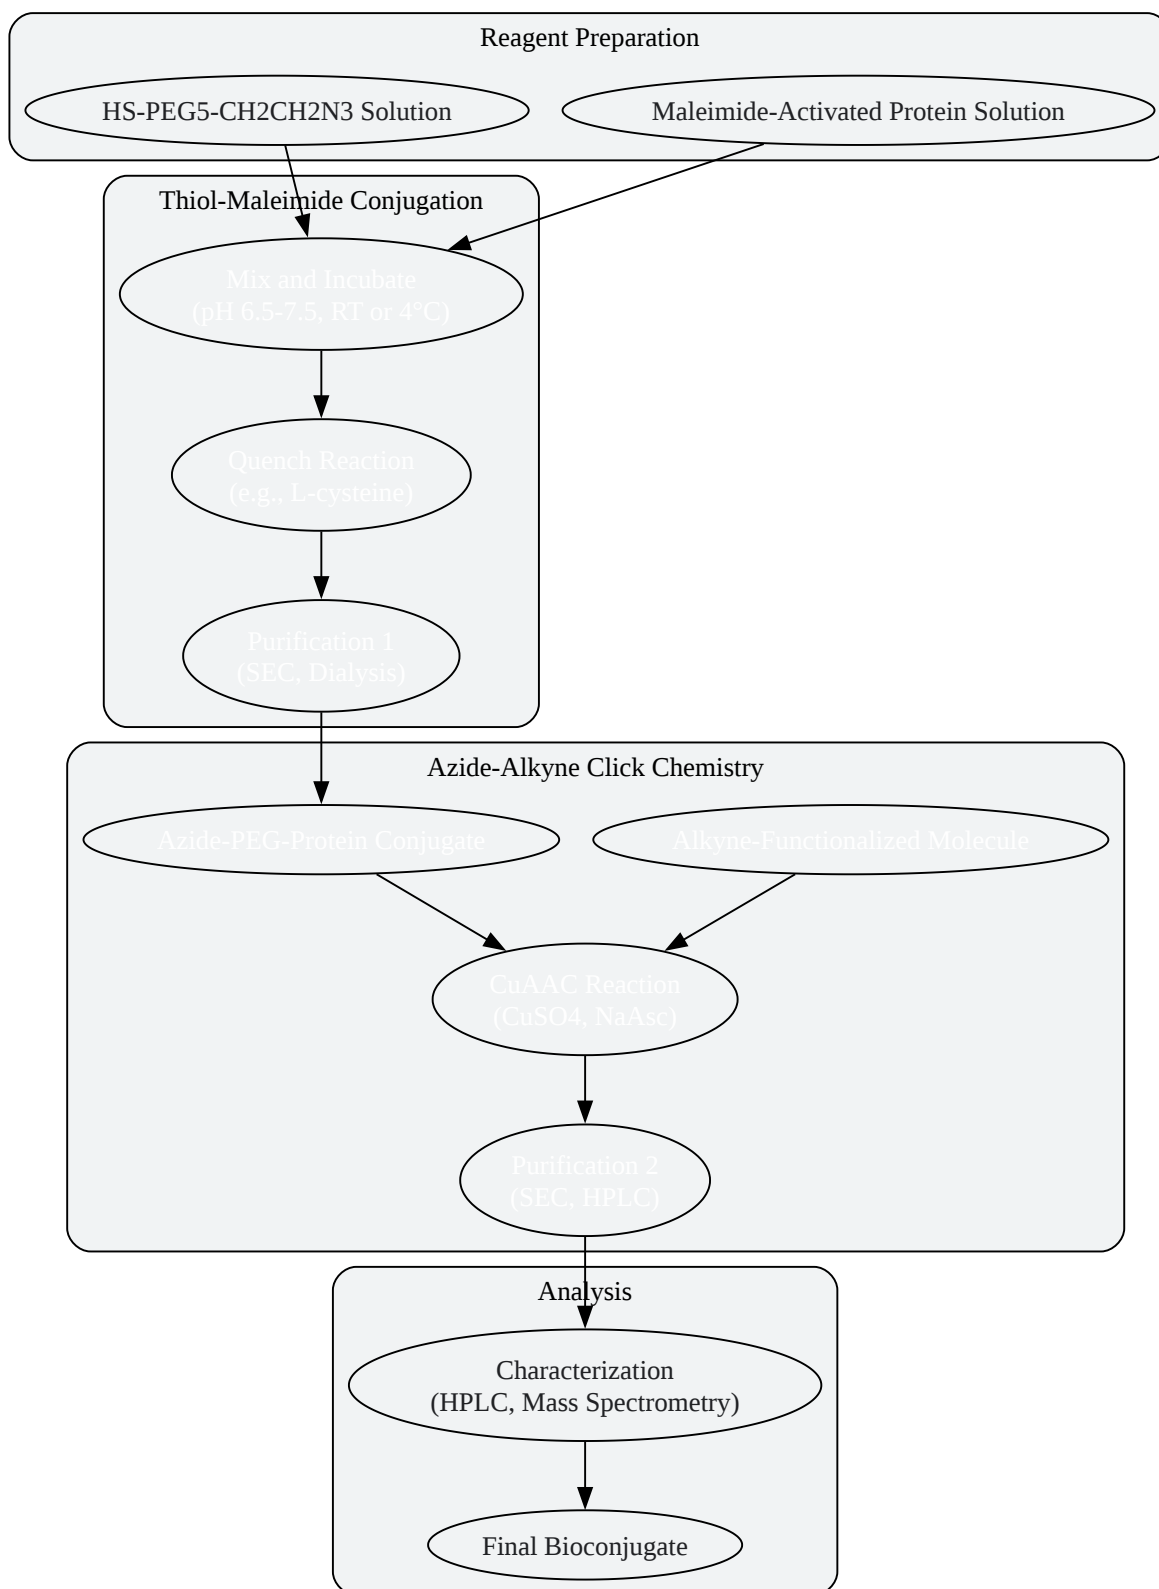 Reagent Preparation
HS-PEG5-CH2CH2N3 Solution
Maleimide-Activated Protein Solution
Thiol-Maleimide Conjugation
Mix and Incubate
(pH 6.5-7.5, RT or 4°C)
Quench Reaction
(e.g., L-cysteine)
Purification 1
(SEC, Dialysis)
Azide-Alkyne Click Chemistry
Azide-PEG-Protein Conjugate
Alkyne-Functionalized Molecule
CuAAC Reaction
(CuSO4, NaAsc)
Purification 2
(SEC, HPLC)
Analysis
Characterization
(HPLC, Mass Spectrometry)
Final Bioconjugate